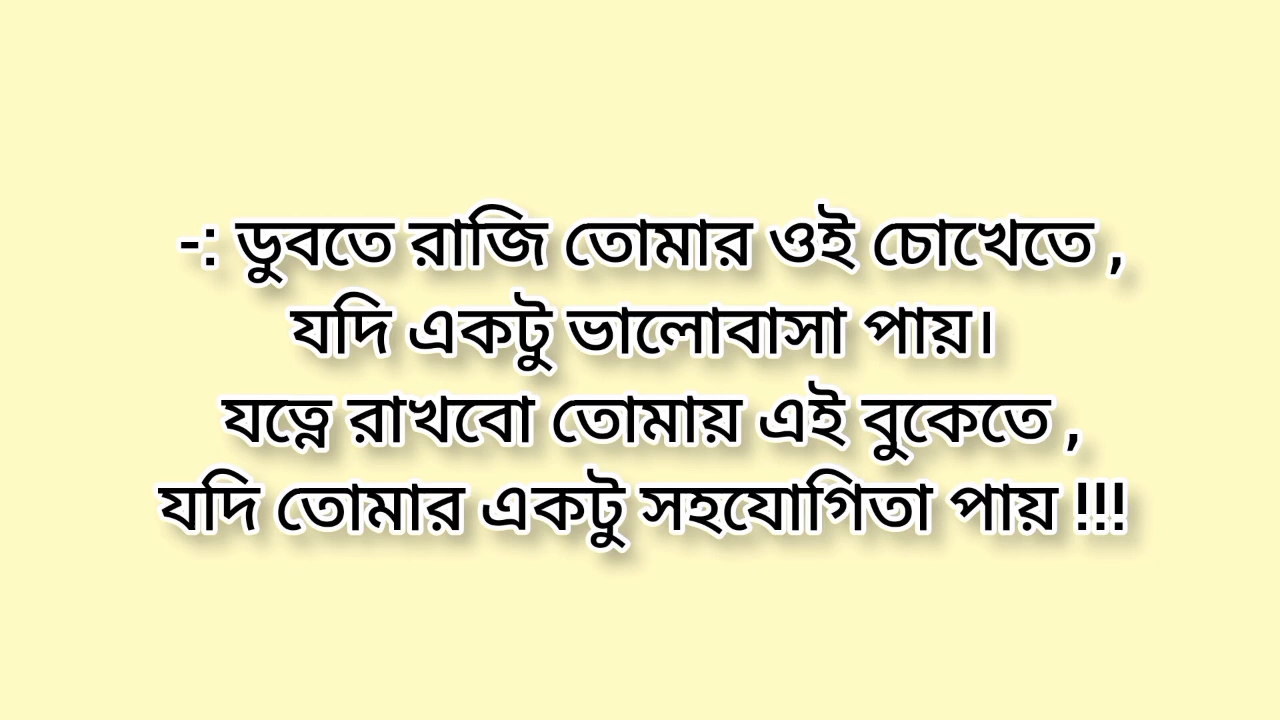 -: ডুবতে রাজি তোমার ওই চোখেতে ,
যদি একটু ভালোবাসা পায়।
যত্নে রাখবো তোমায় এই বুকেতে ,
যদি তোমার একটু সহযোগিতা পায় !!!